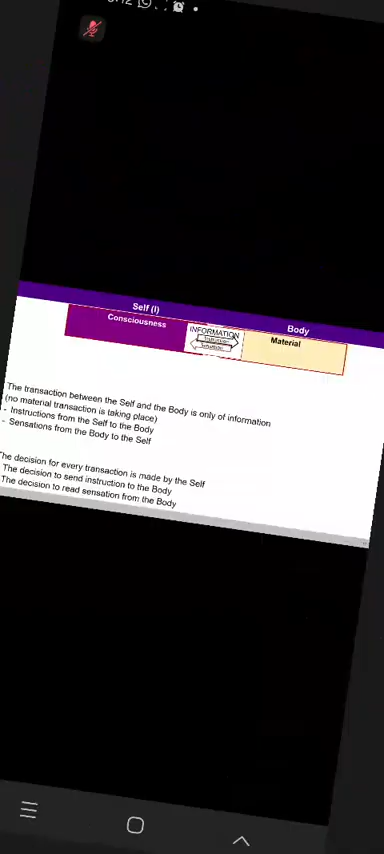 Self (I)
Body
Consciousness
INFORMATION
Material
The transaction between the Self and the Body is only of information
(no material transaction is taking place)
- Instructions from the Self to the Body
- Sensations from the Body to the Self
The decision for every transaction is made by the Self
The decision to send instruction to the Body
The decision to read sensation from the Body